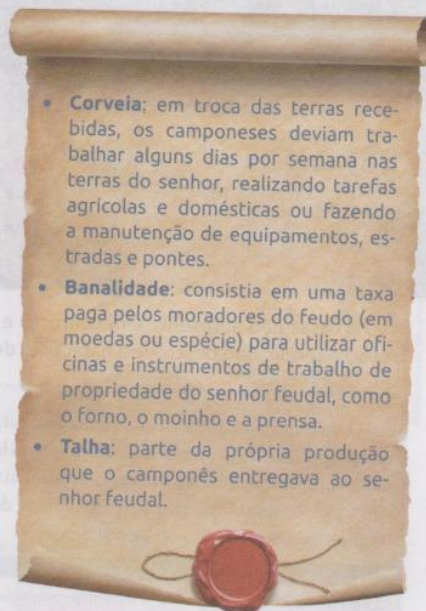 • Corveia: em troca das terras rece-
bidas, os camponeses deviam tra-
balhar alguns dias por semana nas
terras do senhor, realizando tarefas
agrícolas e domésticas ou fazendo
a manutenção de equipamentos, es-
tradas e pontes.
• Banalidade: consistia em uma taxa
paga pelos moradores do feudo (em
moedas ou espécie) para utilizar ofi-
cinas e instrumentos de trabalho de
propriedade do senhor feudal, como
o forno, o moinho e a prensa.
• Talha: parte da própria produção
que o camponês entregava ao se-
nhor feudal.